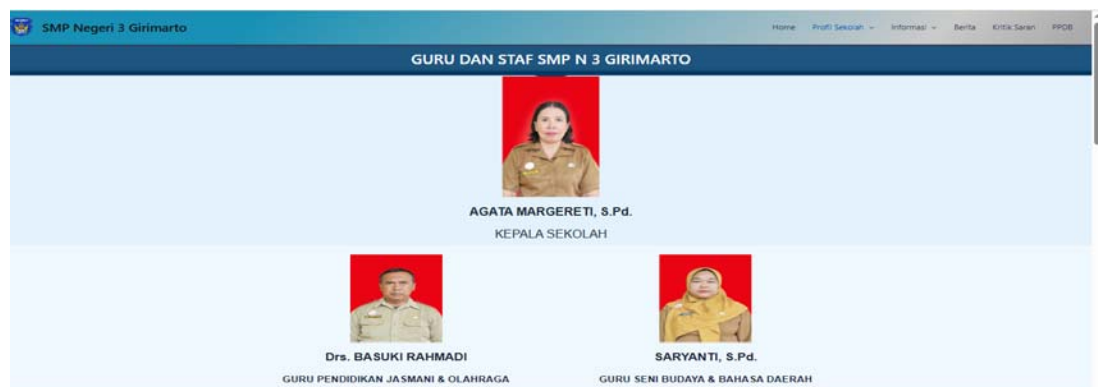 SMP Negeri 3 Girimarto
Home Profil Sekolah Informasi Berita Kritik Saran PPDB
GURU DAN STAF SMP N 3 GIRIMARTO
AGATA MARGERETI, S.Pd.
KEPALA SEKOLAH
Drs. BASUKI RAHMADI
SARYANTI, S.Pd.
GURU PENDIDIKAN JASMANI & OLAHRAGA
GURU SENI BUDAYA & BAHASA DAERAH